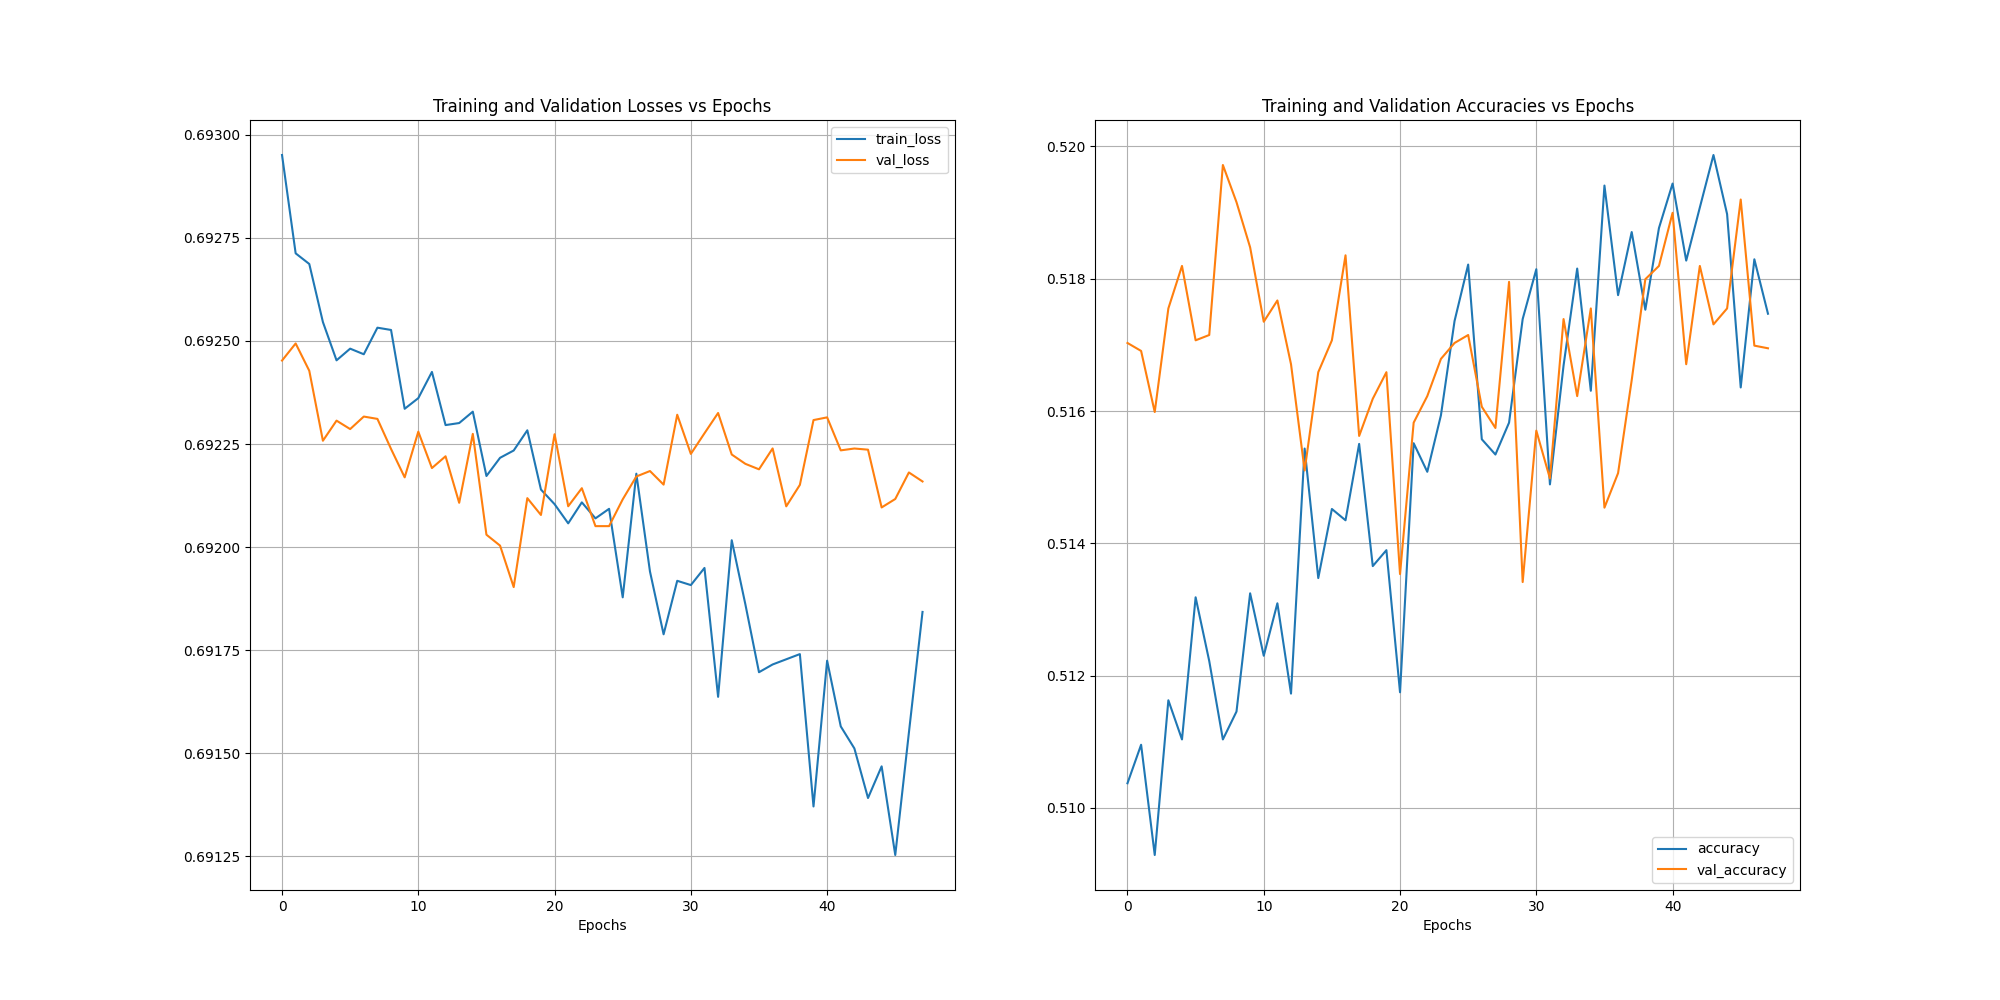 Training and Validation Losses vs Epochs
0.69300
0.69275
0.69250
0.69225
0.69200
0.69175
0.69150
0.69125
train_loss
val_loss
0 10 20 30 40
Epochs
Training and Validation Accuracies vs Epochs
0.520
0.518
0.516
0.514
0.512
0.510
accuracy
val_accuracy
0 10 20 30 40
Epochs